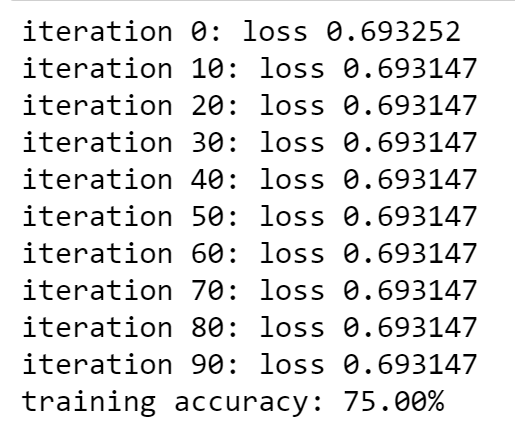 iteration 0: loss 0.693252
iteration 10: loss 0.693147
iteration 20: loss 0.693147
iteration 30: loss 0.693147
iteration 40: loss 0.693147
iteration 50: loss 0.693147
iteration 60: loss 0.693147
iteration 70: loss 0.693147
iteration 80: loss 0.693147
iteration 90: loss 0.693147
training accuracy: 75.00%